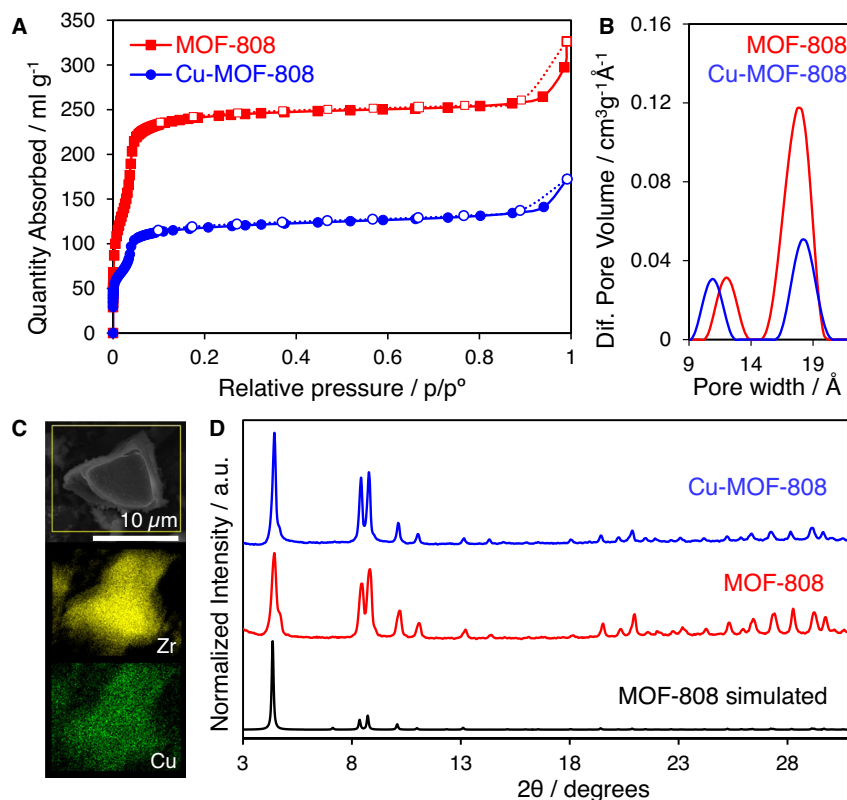 A
MOF-808
Cu-MOF-808
Quantity Absorbed / ml g⁻¹
350
300
250
200
150
100
50
0
0
0.2
0.4
0.6
0.8
1
Relative pressure / p/pº
B
MOF-808
Cu-MOF-808
Dif. Pore Volume / cm³g⁻¹Å⁻¹
0.16
0.12
0.08
0.04
0
9
14
19
Pore width / Å
C
10 µm
Zr
Cu
D
Cu-MOF-808
MOF-808
MOF-808 simulated
Normalized Intensity / a.u.
3
8
13
18
23
28
2θ / degrees